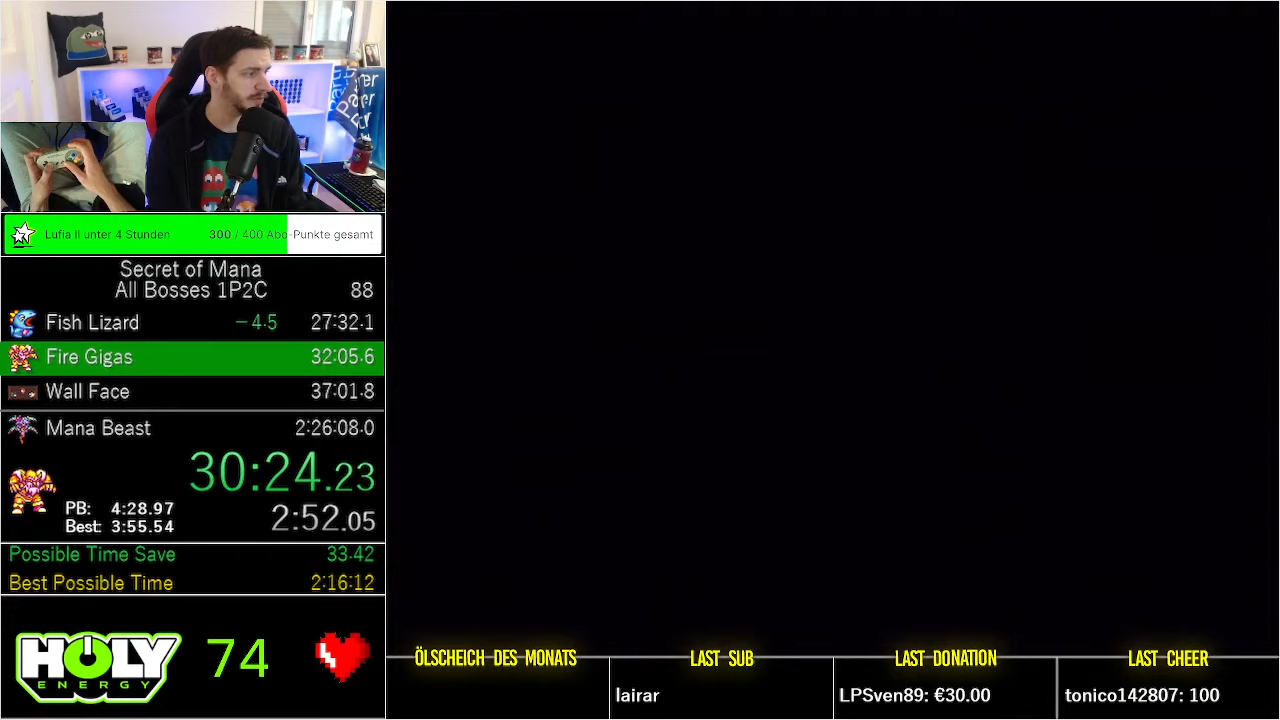 Lufia II unter 4 Stunden 300 / 400 Abo-Punkte gesamt
Secret of Mana
All Bosses 1P2C 88
Fish Lizard −4.5 27:32.1
Fire Gigas 32:05.6
Wall Face 37:01.8
Mana Beast 2:26:08.0
30:24.23
PB: 4:28.97
Best: 3:55.54
2:52.05
Possible Time Save 33.42
Best Possible Time 2:16:12
HOLY
ENERGY
74
ÖLSCHEICH DES MONATS
LAST SUB
lairar
LAST DONATION
LPSven89: €30.00
LAST CHEER
tonico142807: 100